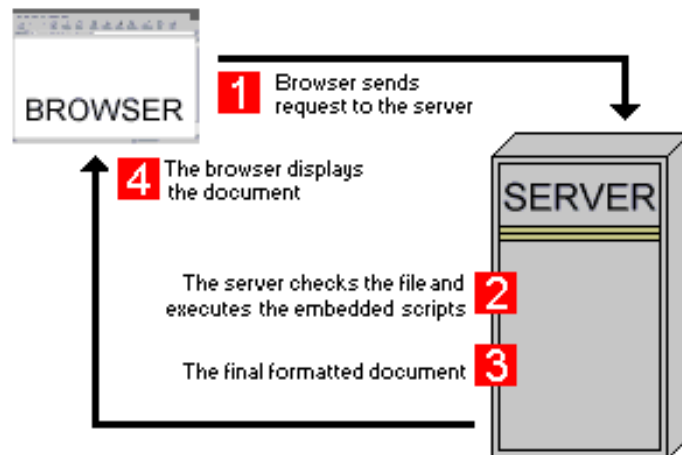 BROWSER
1
Browser sends
request to the server
4
The browser displays
the document
SERVER
The server checks the file and
executes the embedded scripts
2
The final formatted document
3